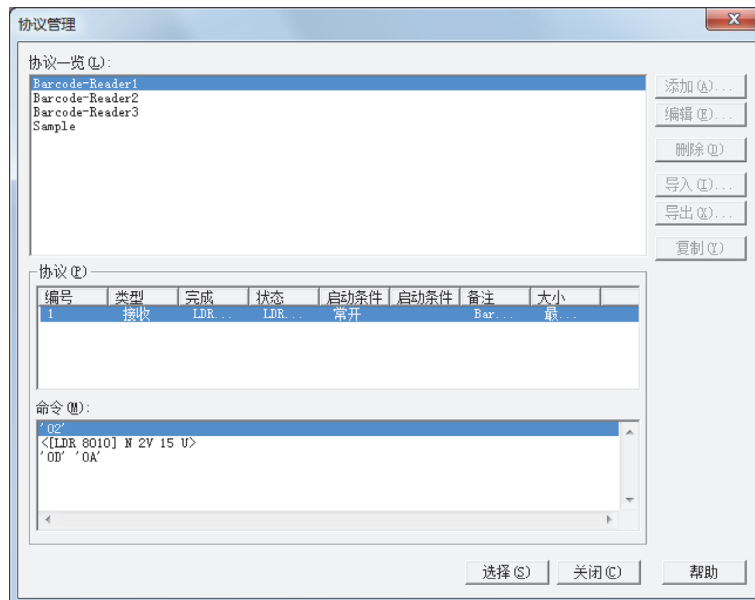 协议管理
协议一览(L):
Barcode-Reader1
Barcode-Reader2
Barcode-Reader3
Sample
添加(A)...
编辑(E)...
删除(D)
导入(I)...
导出(X)...
复制(Y)
协议(P)
编号 类型 完成 状态 启动条件 启动条件 备注 大小
1 接收 LDR... LDR... 常开 Bar... 最...
命令(M):
'02'
<[LDR 8010] N 2V 15 U>
'0D' '0A'
选择(S) 关闭(C) 帮助